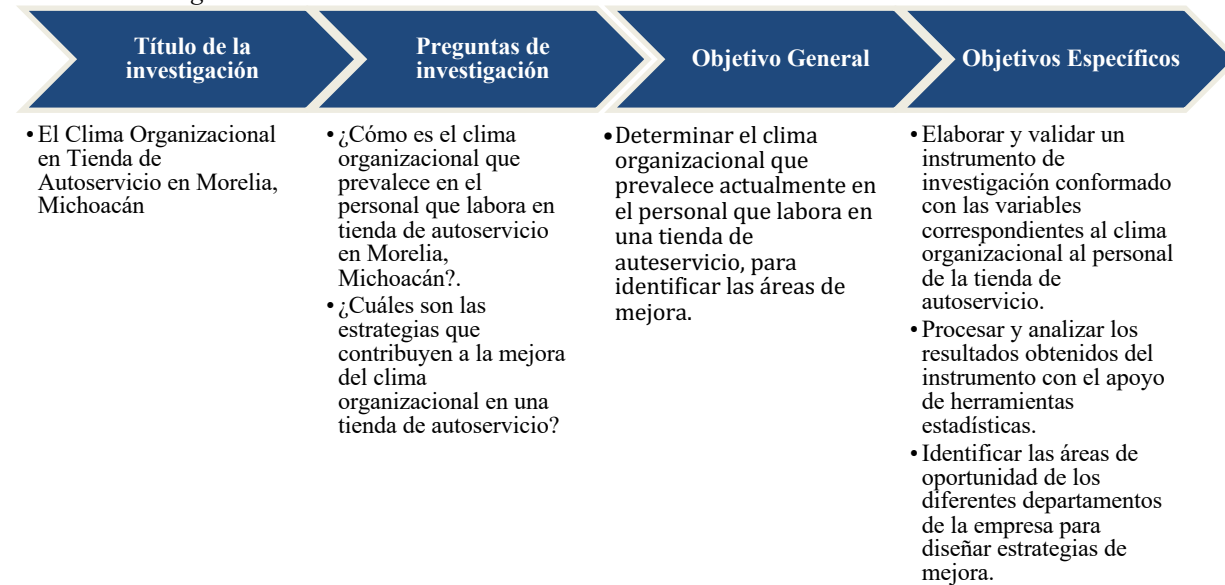 Título de la
investigación
Preguntas de
investigación
Objetivo General
Objetivos Específicos
• El Clima Organizacional
en Tienda de
Autoservicio en Morelia,
Michoacán
• ¿Cómo es el clima
organizacional que
prevalece en el
personal que labora en
tienda de autoservicio
en Morelia,
Michoacán?.
• ¿Cuáles son las
estrategias que
contribuyen a la mejora
del clima
organizacional en una
tienda de autoservicio?
• Determinar el clima
organizacional que
prevalece actualmente en
el personal que labora en
una tienda de
auteservicio, para
identificar las áreas de
mejora.
• Elaborar y validar un
instrumento de
investigación conformado
con las variables
correspondientes al clima
organizacional al personal
de la tienda de
autoservicio.
• Procesar y analizar los
resultados obtenidos del
instrumento con el apoyo
de herramientas
estadísticas.
• Identificar las áreas de
oportunidad de los
diferentes departamentos
de la empresa para
diseñar estrategias de
mejora.